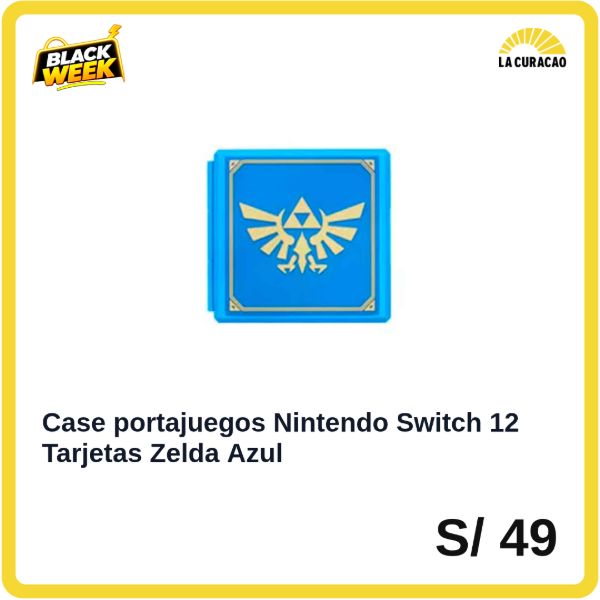 BLACK
WEEK
LA CURACAO
Case portajuegos Nintendo Switch 12
Tarjetas Zelda Azul
S/ 49